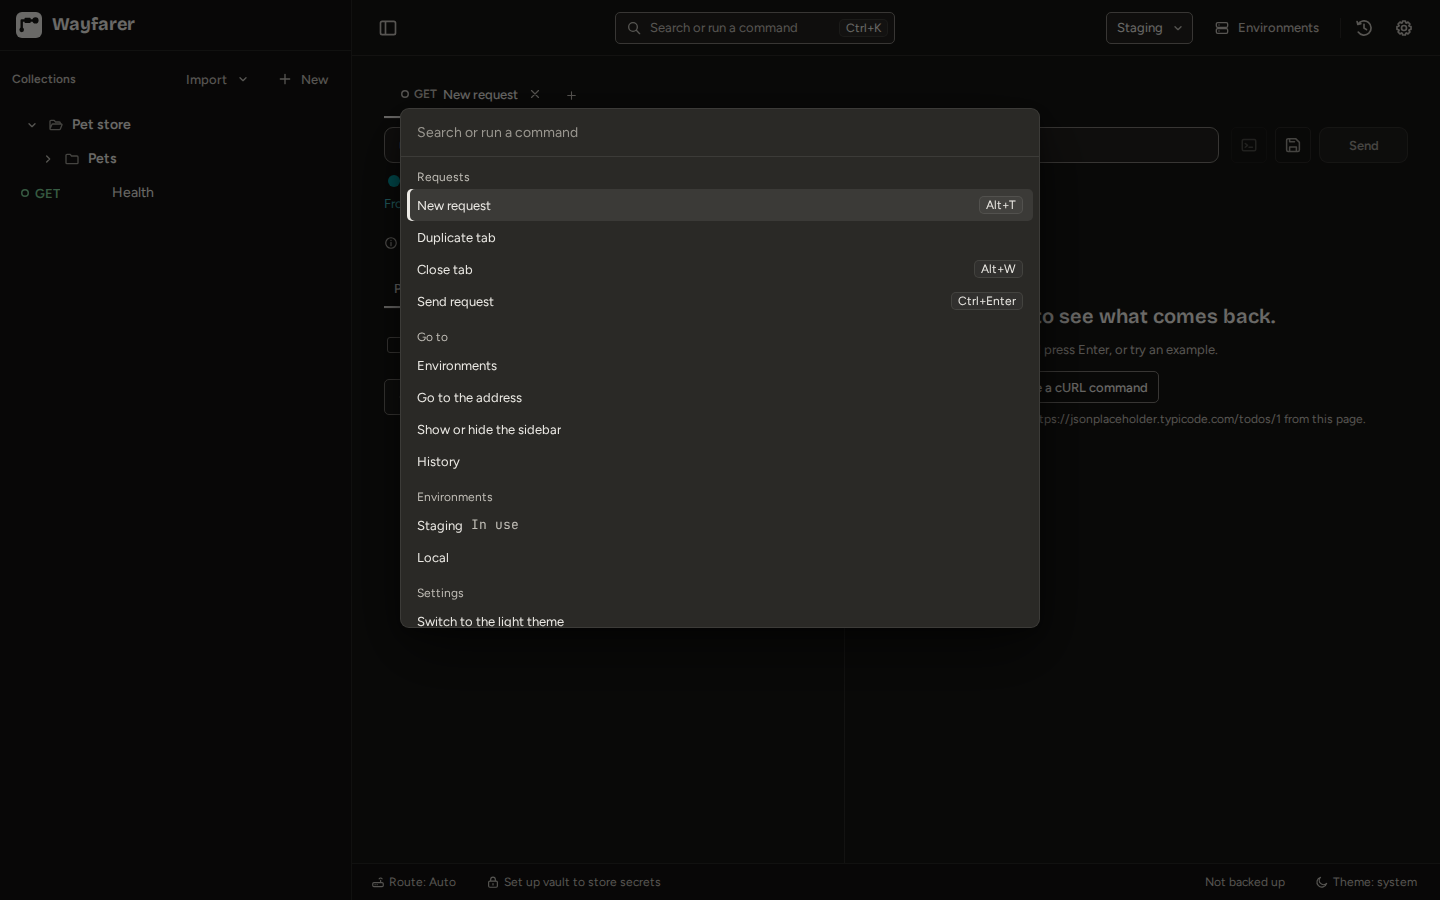 Wayfarer
Search or run a command Ctrl+K
Staging
Environments
Collections Import New
GET New request
Pet store
Search or run a command
Pets
Send
GET Health
Requests
New request Alt+T
Duplicate tab
Close tab Alt+W
Send request Ctrl+Enter
to see what comes back.
Go to
press Enter, or try an example.
Environments
a cURL command
Go to the address
/jsonplaceholder.typicode.com/todos/1 from this page.
Show or hide the sidebar
History
Environments
Staging In use
Local
Settings
Switch to the light theme
Route: Auto
Set up vault to store secrets
Not backed up
Theme: system